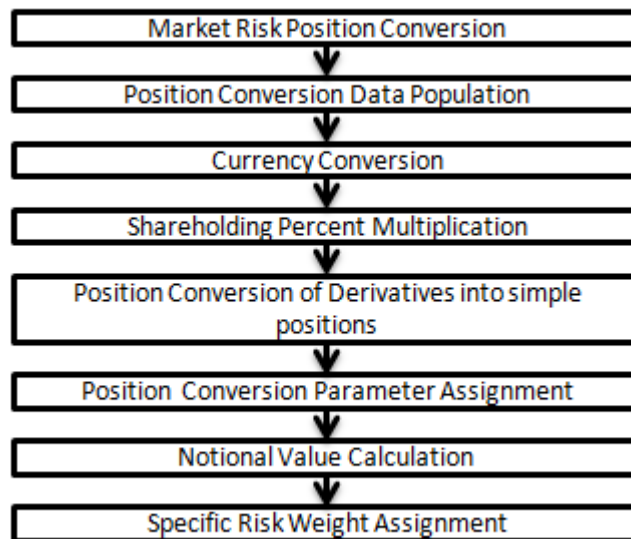 Market Risk Position Conversion
Position Conversion Data Population
Currency Conversion
Shareholding Percent Multiplication
Position Conversion of Derivatives into simple
positions
Position Conversion Parameter Assignment
Notional Value Calculation
Specific Risk Weight Assignment